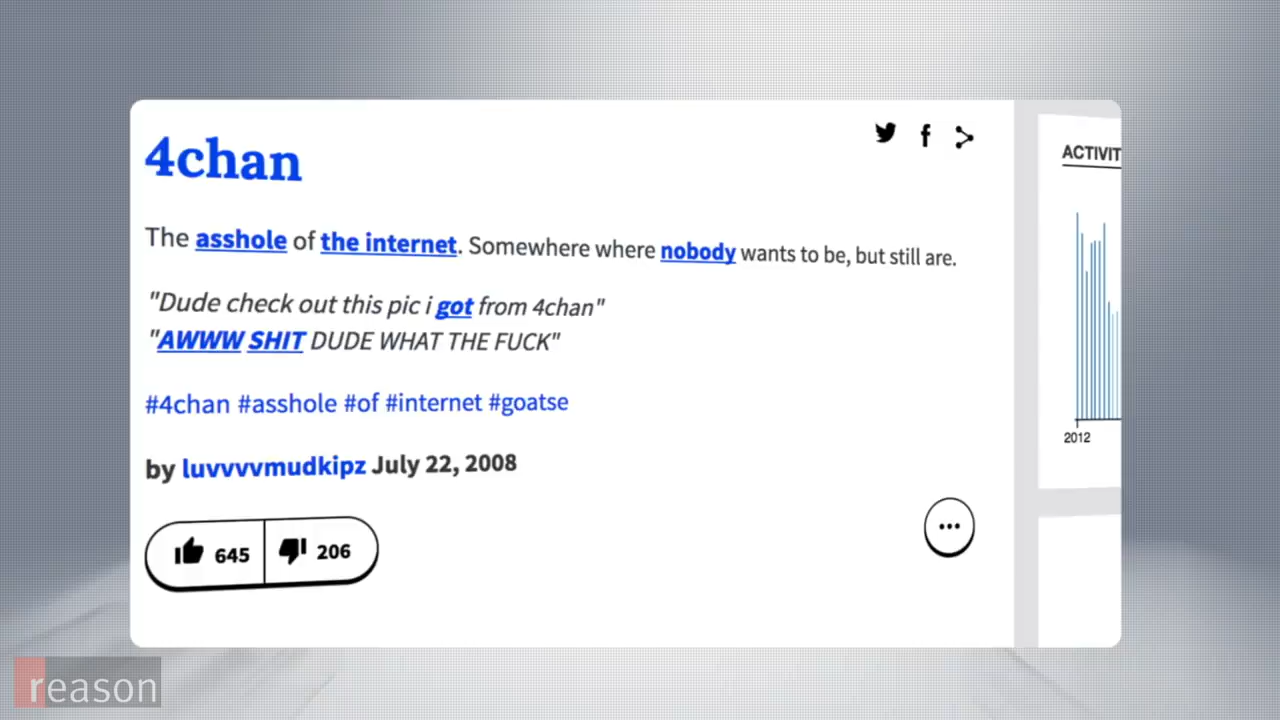 4chan
The asshole of the internet. Somewhere where nobody wants to be, but still are.
"Dude check out this pic i got from 4chan"
"AWWW SHIT DUDE WHAT THE FUCK"
#4chan #asshole #of #internet #goatse
by luvvvvmudkipz July 22, 2008
645 206
ACTIVIT
2012
reason